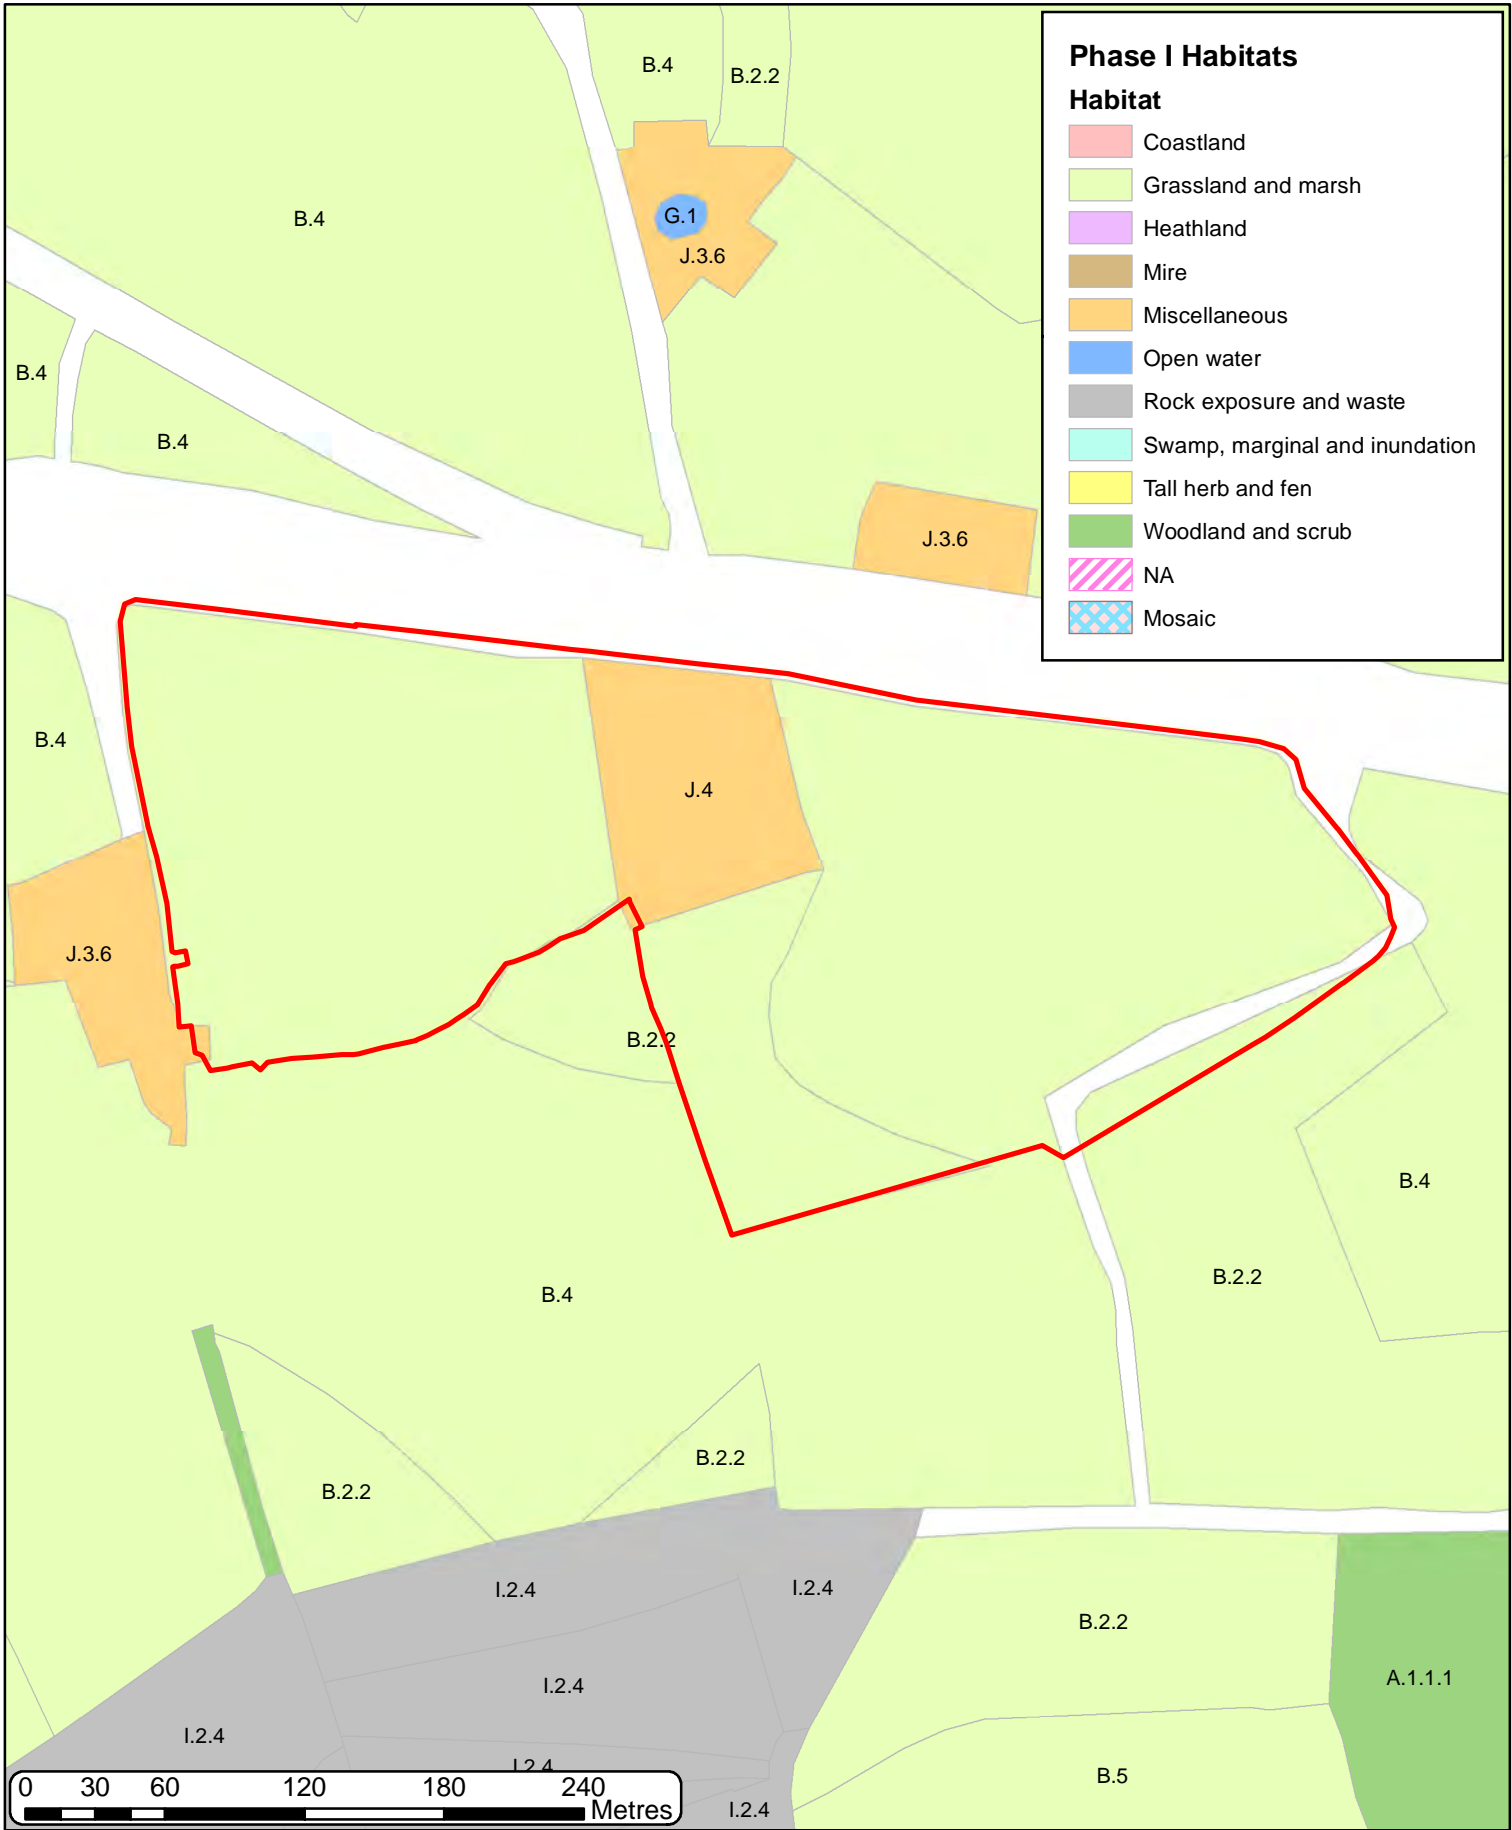 Phase I Habitats
Habitat
Coastland
Grassland and marsh
Heathland
Mire
Miscellaneous
Open water
Rock exposure and waste
Swamp, marginal and inundation
Tall herb and fen
Woodland and scrub
NA
Mosaic
B.4
B.2.2
B.4
G.1
J.3.6
B.4
B.4
J.3.6
B.4
J.4
J.3.6
B.2.2
B.4
B.2.2
B.4
B.2.2
B.2.2
I.2.4
I.2.4
B.2.2
I.2.4
A.1.1.1
I.2.4
I.2.4
B.5
I.2.4
0 30 60 120 180 240
Metres